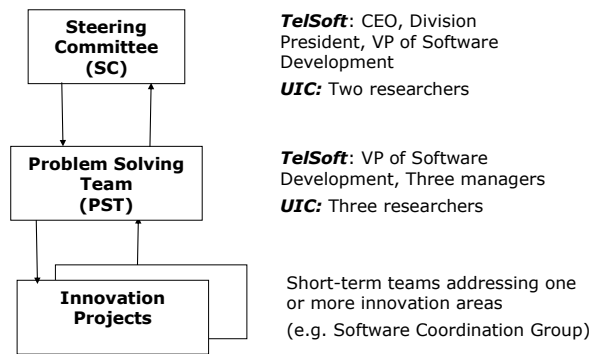 Steering
Committee
(SC)
TelSoft: CEO, Division
President, VP of Software
Development
UIC: Two researchers
Problem Solving
Team
(PST)
TelSoft: VP of Software
Development, Three managers
UIC: Three researchers
Innovation
Projects
Short-term teams addressing one
or more innovation areas
(e.g. Software Coordination Group)